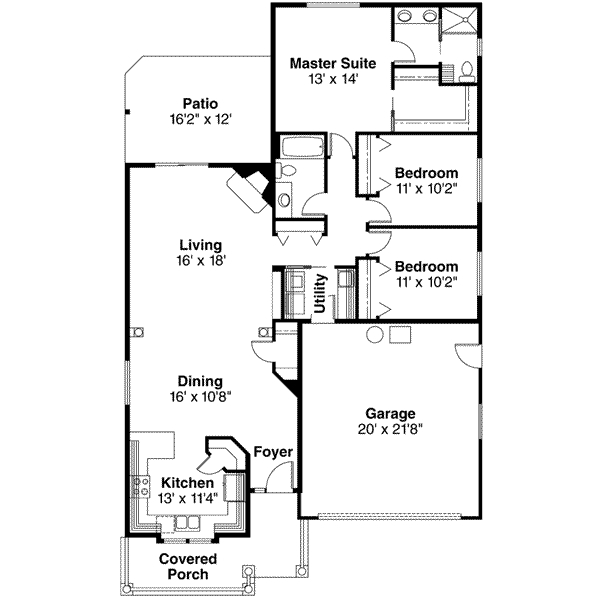 Master Suite
13' x 14'
Patio
16'2" x 12'
Bedroom
11' x 10'2"
Living
16' x 18'
Bedroom
11' x 10'2"
Utility
Dining
16' x 10'8"
Garage
20' x 21'8"
Foyer
Kitchen
13' x 11'4"
Covered
Porch